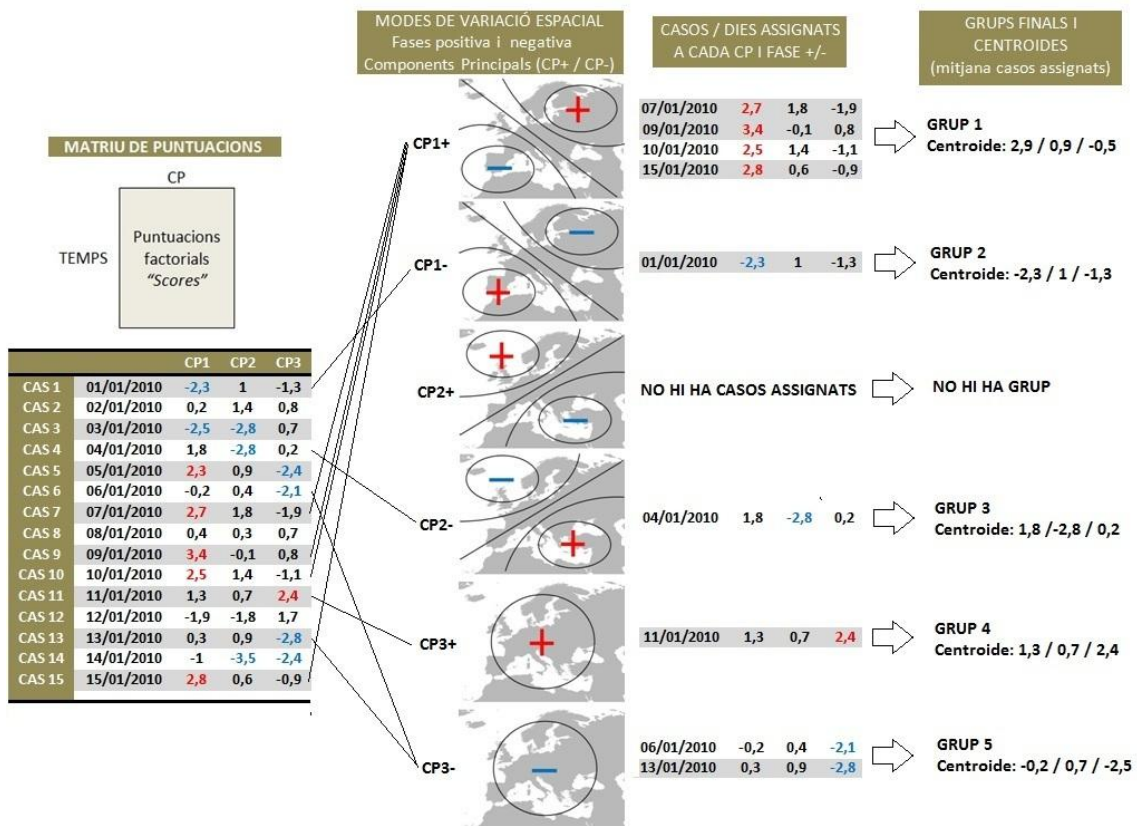 MODES DE VARIACIÓ ESPACIAL
Fases positiva i negativa
Components Principals (CP+ / CP-)
CASOS / DIES ASSIGNATS
A CADA CP I FASE +/-
GRUPS FINALS I
CENTROIDES
(mitjana casos assignats)
MATRIU DE PUNTUACIONS
CP
TEMPS
Puntuacions
factorials
"Scores"
CP1 CP2 CP3
CAS 1 01/01/2010 -2,3 1 -1,3
CAS 2 02/01/2010 0,2 1,4 0,8
CAS 3 03/01/2010 -2,5 -2,8 0,7
CAS 4 04/01/2010 1,8 -2,8 0,2
CAS 5 05/01/2010 2,3 0,9 -2,4
CAS 6 06/01/2010 -0,2 0,4 -2,1
CAS 7 07/01/2010 2,7 1,8 -1,9
CAS 8 08/01/2010 0,4 0,3 0,7
CAS 9 09/01/2010 3,4 -0,1 0,8
CAS 10 10/01/2010 2,5 1,4 -1,1
CAS 11 11/01/2010 1,3 0,7 2,4
CAS 12 12/01/2010 -1,9 -1,8 1,7
CAS 13 13/01/2010 0,3 0,9 -2,8
CAS 14 14/01/2010 -1 -3,5 -2,4
CAS 15 15/01/2010 2,8 0,6 -0,9
CP1+
+
−
07/01/2010 2,7 1,8 -1,9
09/01/2010 3,4 -0,1 0,8
10/01/2010 2,5 1,4 -1,1
15/01/2010 2,8 0,6 -0,9
GRUP 1
Centroide: 2,9 / 0,9 / -0,5
CP1-
−
+
01/01/2010 -2,3 1 -1,3
GRUP 2
Centroide: -2,3 / 1 / -1,3
CP2+
+
−
NO HI HA CASOS ASSIGNATS
NO HI HA GRUP
CP2-
−
+
04/01/2010 1,8 -2,8 0,2
GRUP 3
Centroide: 1,8 /-2,8 / 0,2
CP3+
+
11/01/2010 1,3 0,7 2,4
GRUP 4
Centroide: 1,3 / 0,7 / 2,4
CP3-
−
06/01/2010 -0,2 0,4 -2,1
13/01/2010 0,3 0,9 -2,8
GRUP 5
Centroide: -0,2 / 0,7 / -2,5